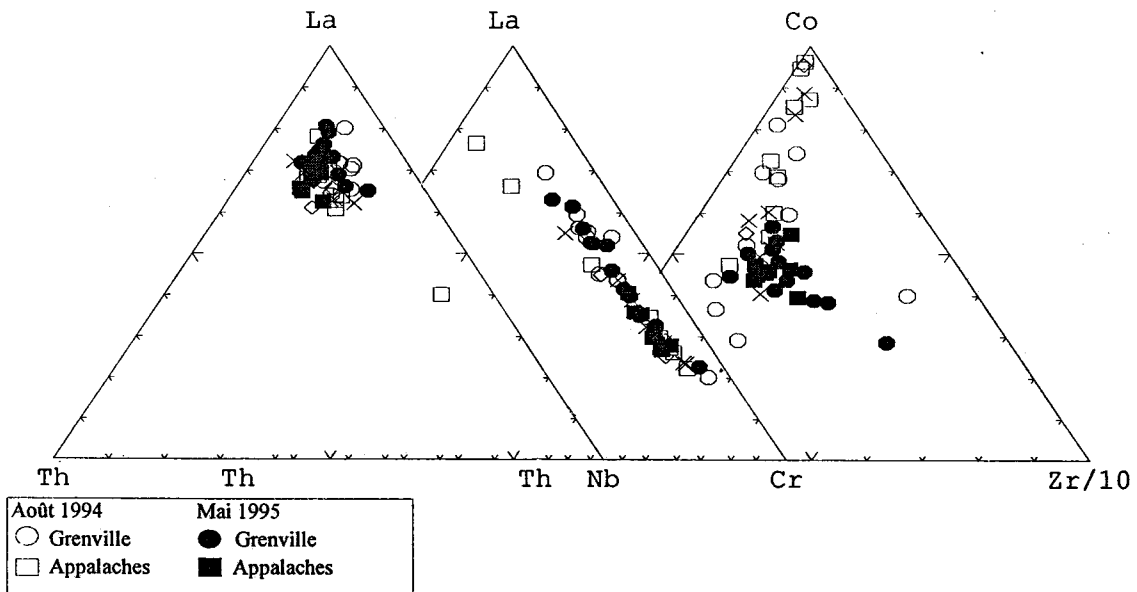 La La Co
Th Th Th Nb Cr Zr/10
Août 1994 Mai 1995
Grenville Grenville
Appalaches Appalaches